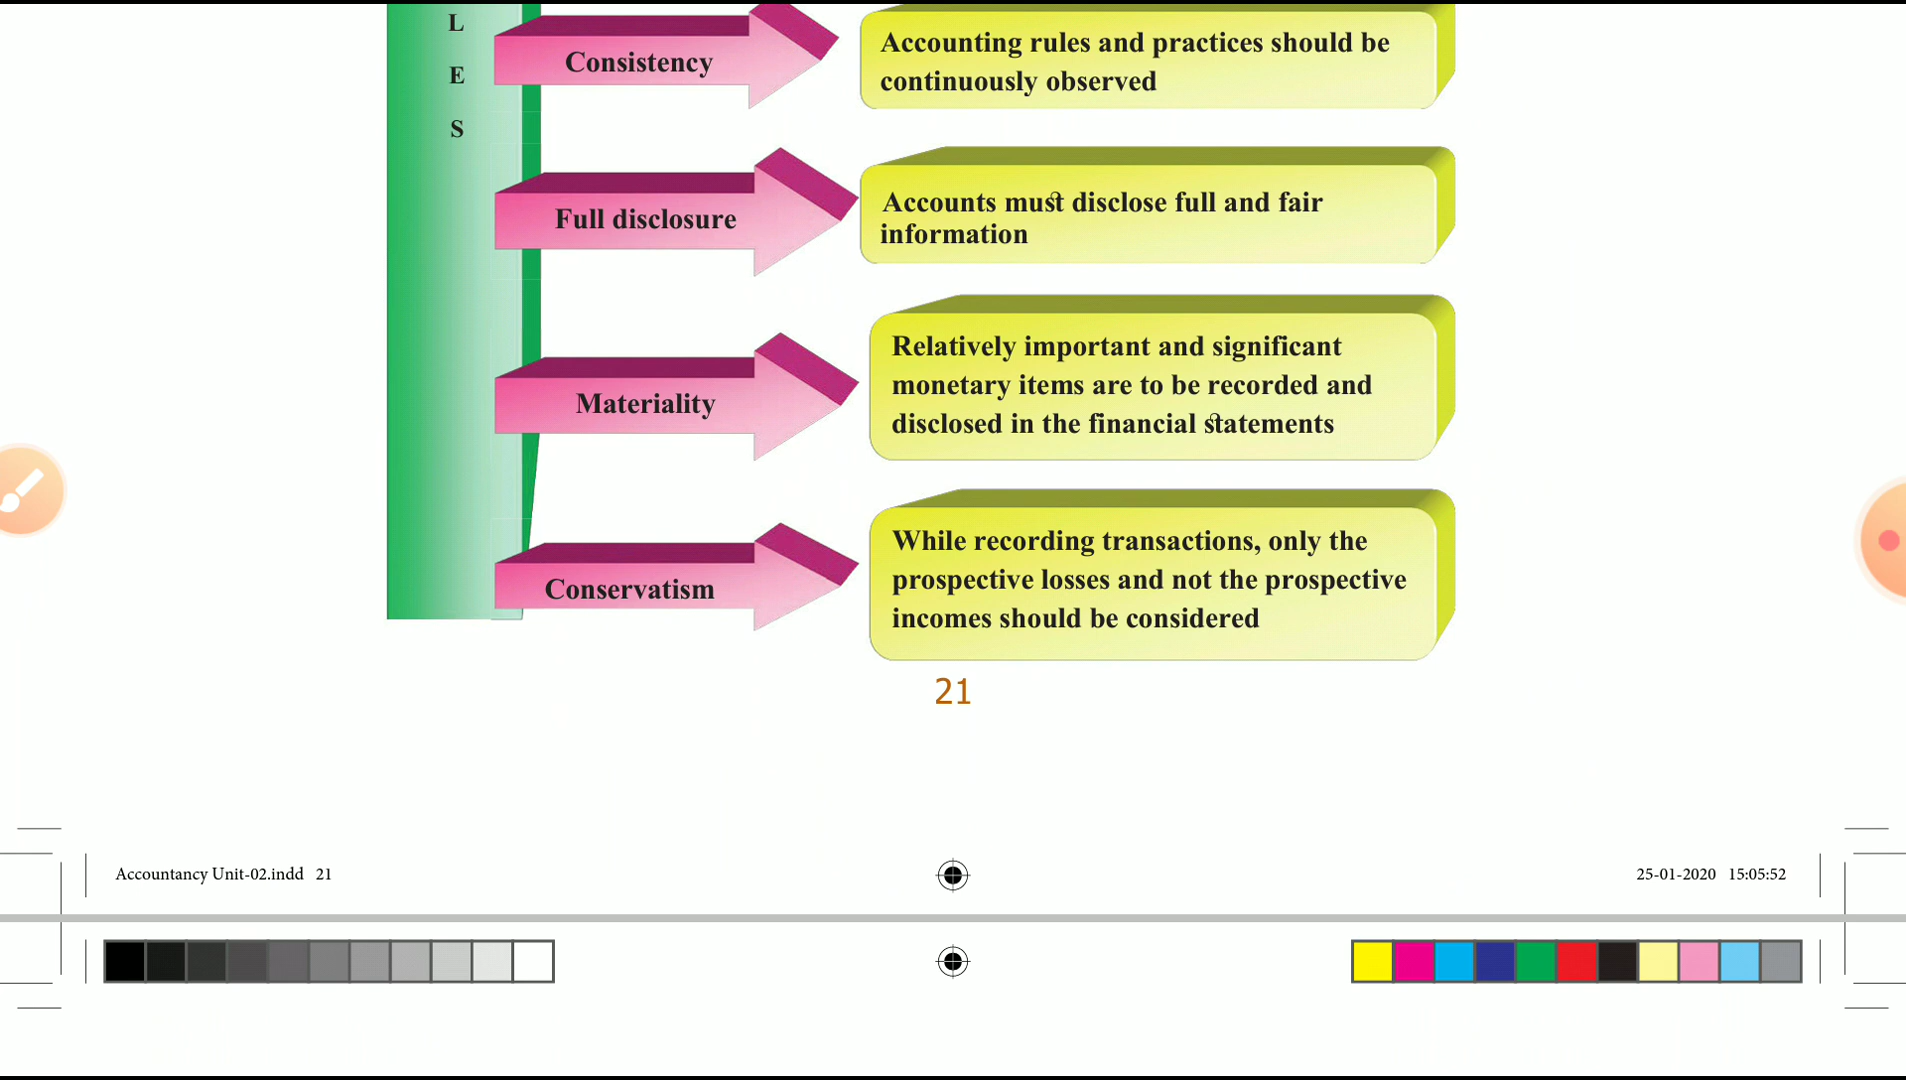 L
E
S
Consistency
Accounting rules and practices should be
continuously observed
Full disclosure
Accounts must disclose full and fair
information
Materiality
Relatively important and significant
monetary items are to be recorded and
disclosed in the financial statements
Conservatism
While recording transactions, only the
prospective losses and not the prospective
incomes should be considered
21
Accountancy Unit-02.indd 21
25-01-2020 15:05:52